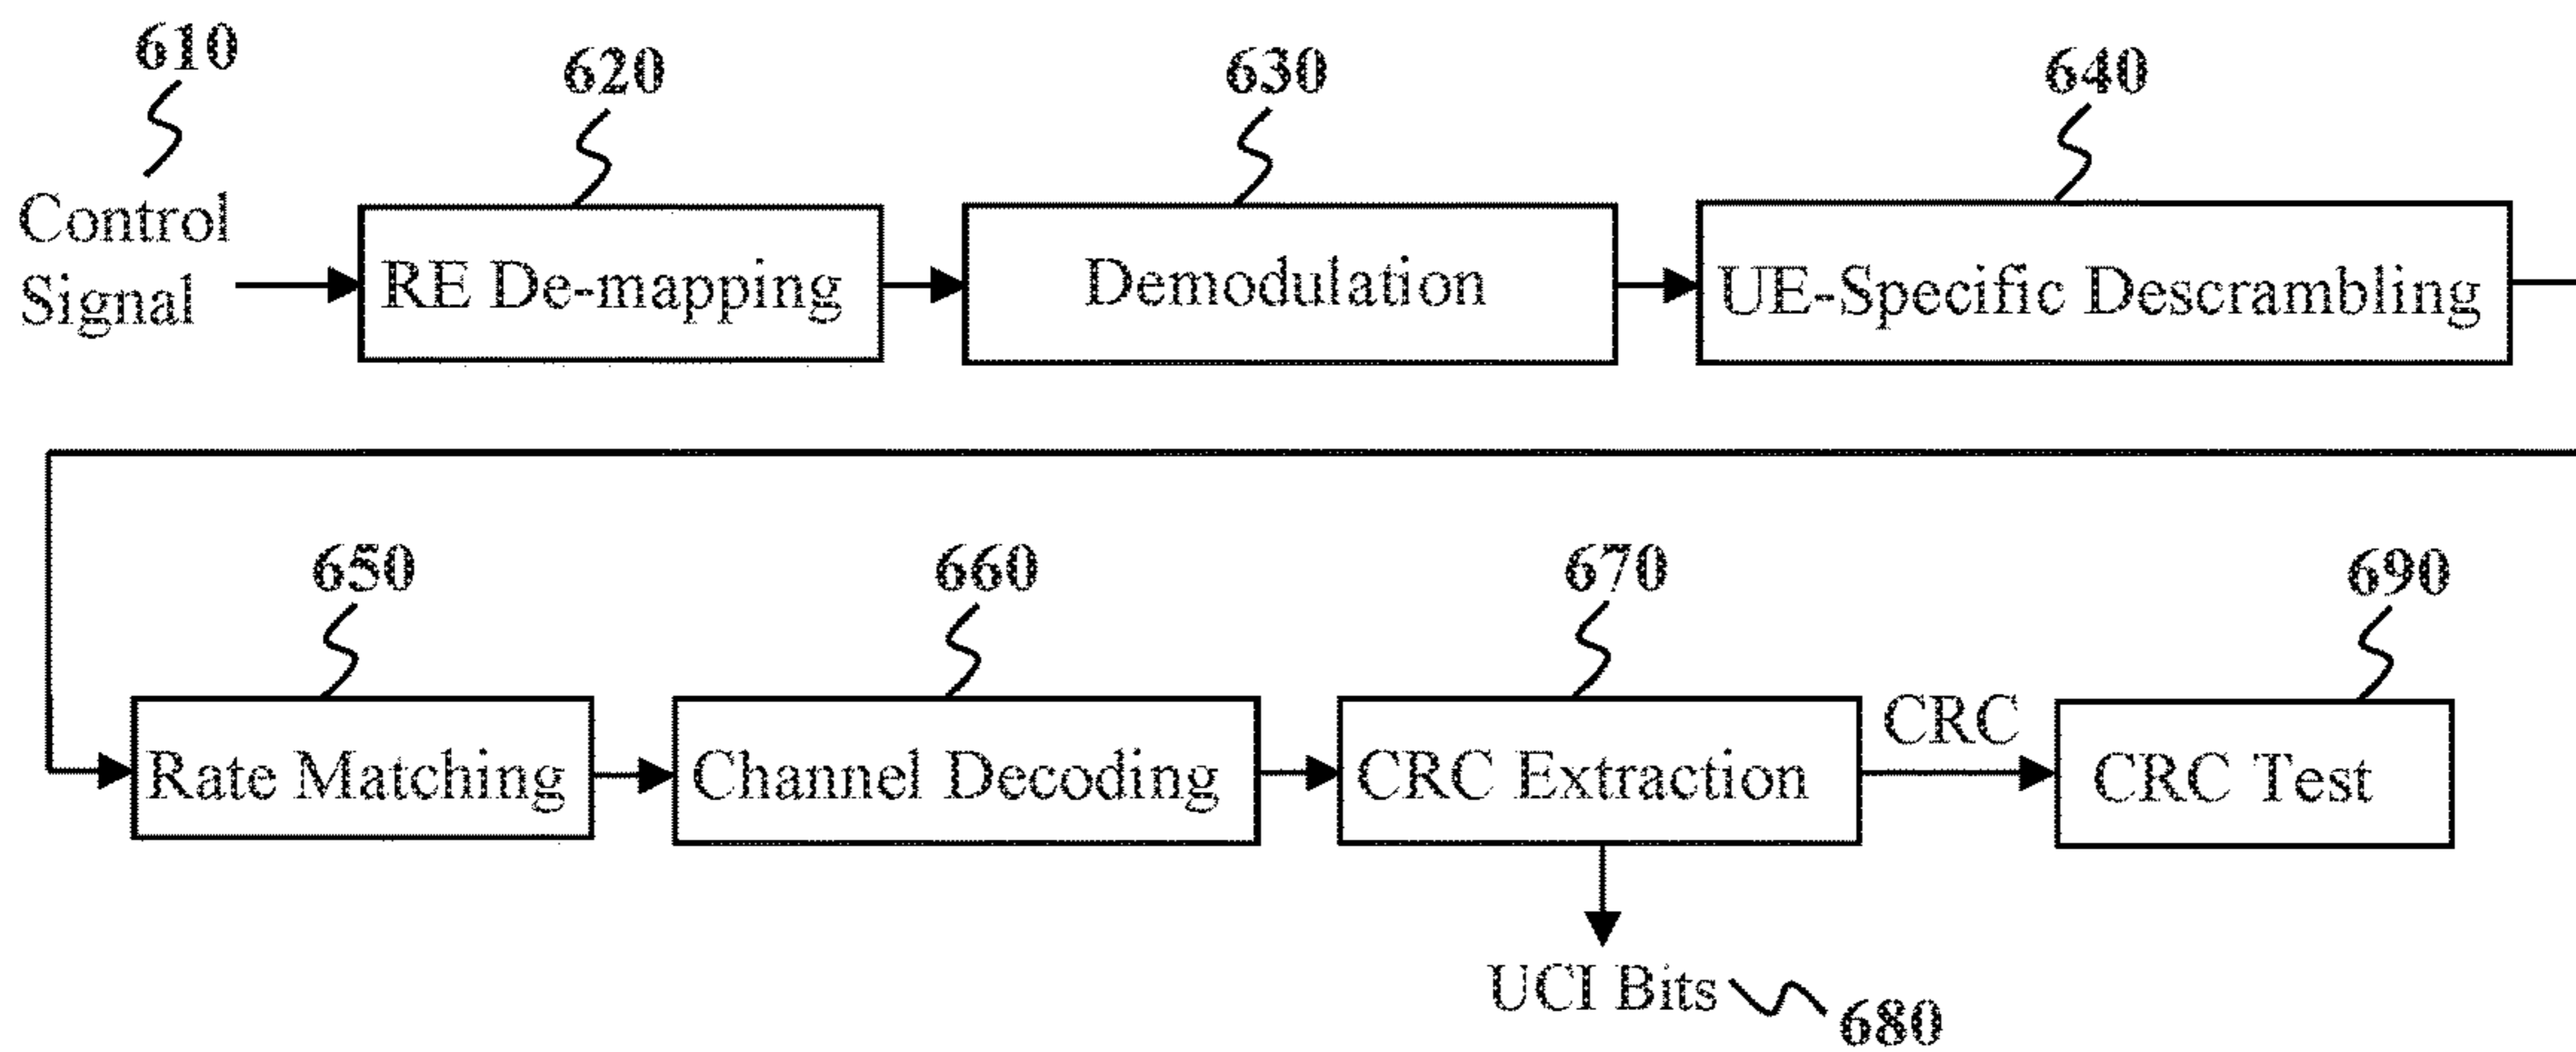 610
620
630
640
Control
Signal
RE De-mapping
Demodulation
UE-Specific Descrambling
650
660
670
690
Rate Matching
Channel Decoding
CRC Extraction
CRC
CRC Test
UCI Bits
680